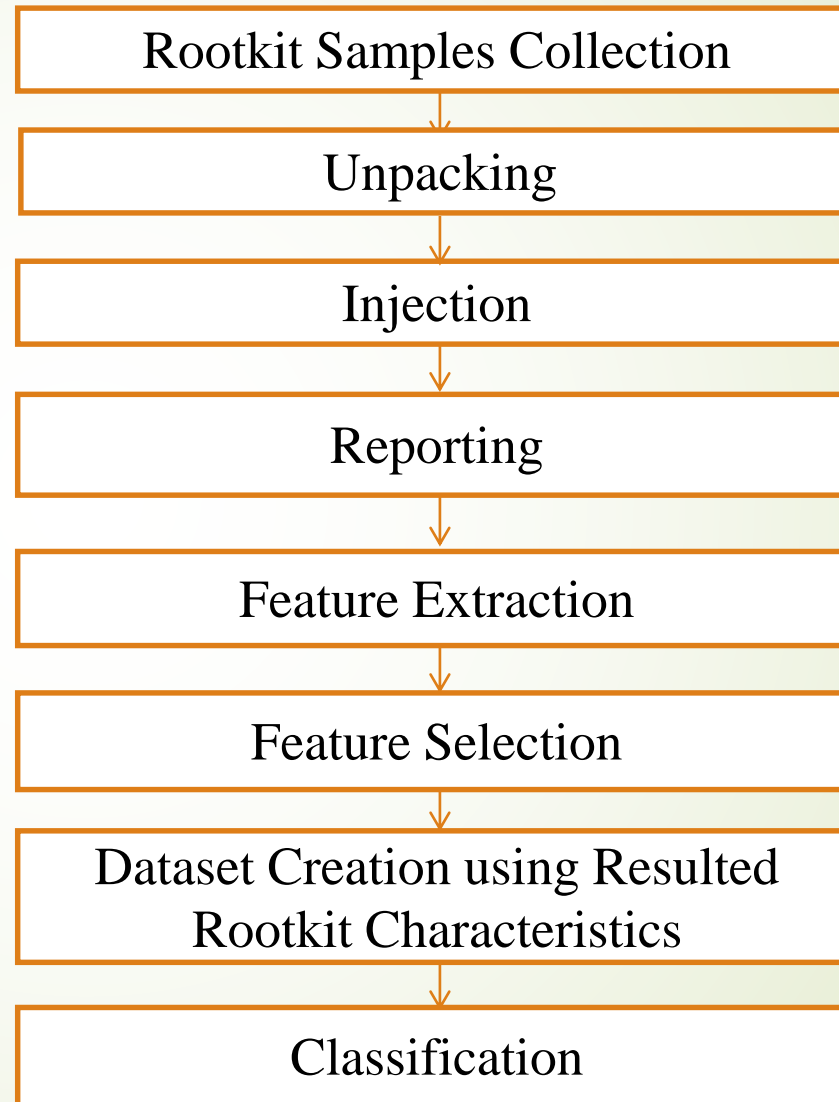 Rootkit Samples Collection
Unpacking
Injection
Reporting
Feature Extraction
Feature Selection
Dataset Creation using Resulted
Rootkit Characteristics
Classification